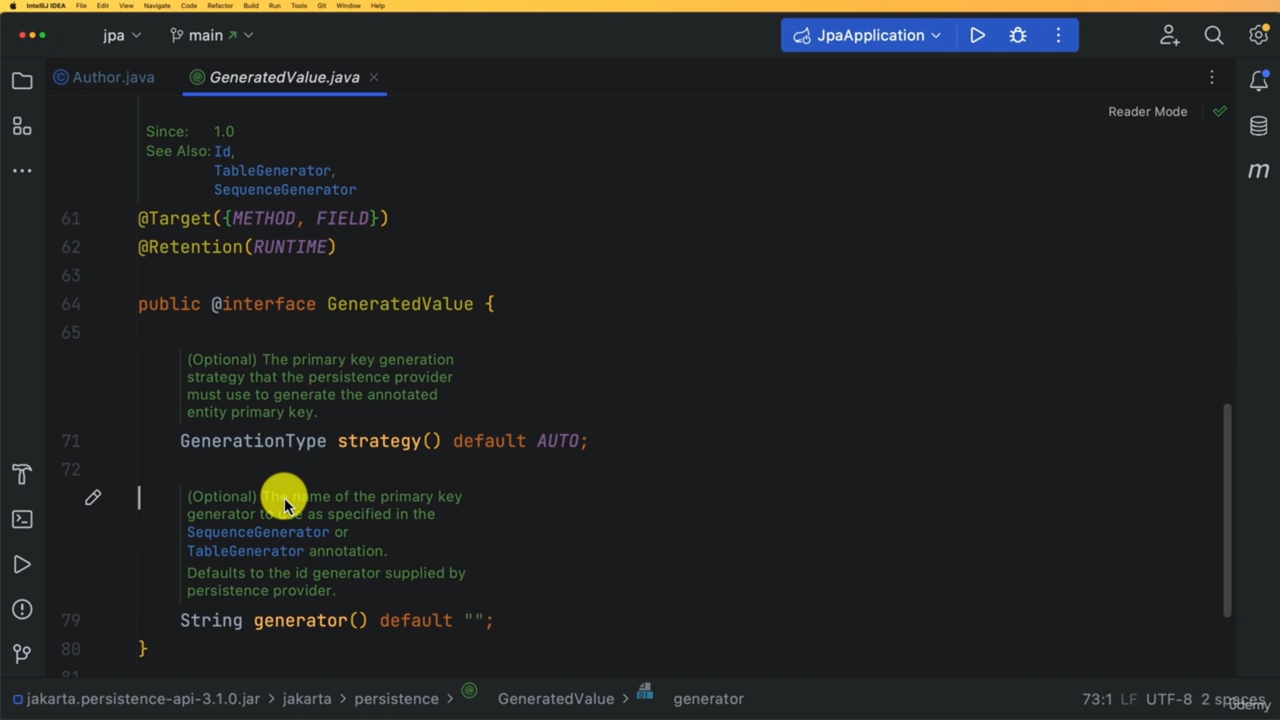 IntelliJ IDEA File Edit View Navigate Code Refactor Build Run Tools Git Window Help
jpa main JpaApplication
Author.java GeneratedValue.java
Reader Mode
Since: 1.0
See Also: Id,
TableGenerator,
SequenceGenerator
61 @Target({METHOD, FIELD})
62 @Retention(RUNTIME)
63
64 public @interface GeneratedValue {
65
(Optional) The primary key generation
strategy that the persistence provider
must use to generate the annotated
entity primary key.
71 GenerationType strategy() default AUTO;
72
(Optional) The name of the primary key
generator to use as specified in the
SequenceGenerator or
TableGenerator annotation.
Defaults to the id generator supplied by
persistence provider.
79 String generator() default "";
80 }
81
jakarta.persistence-api-3.1.0.jar > jakarta > persistence > GeneratedValue > generator 73:1 LF UTF-8 2 spaces
ûdemy